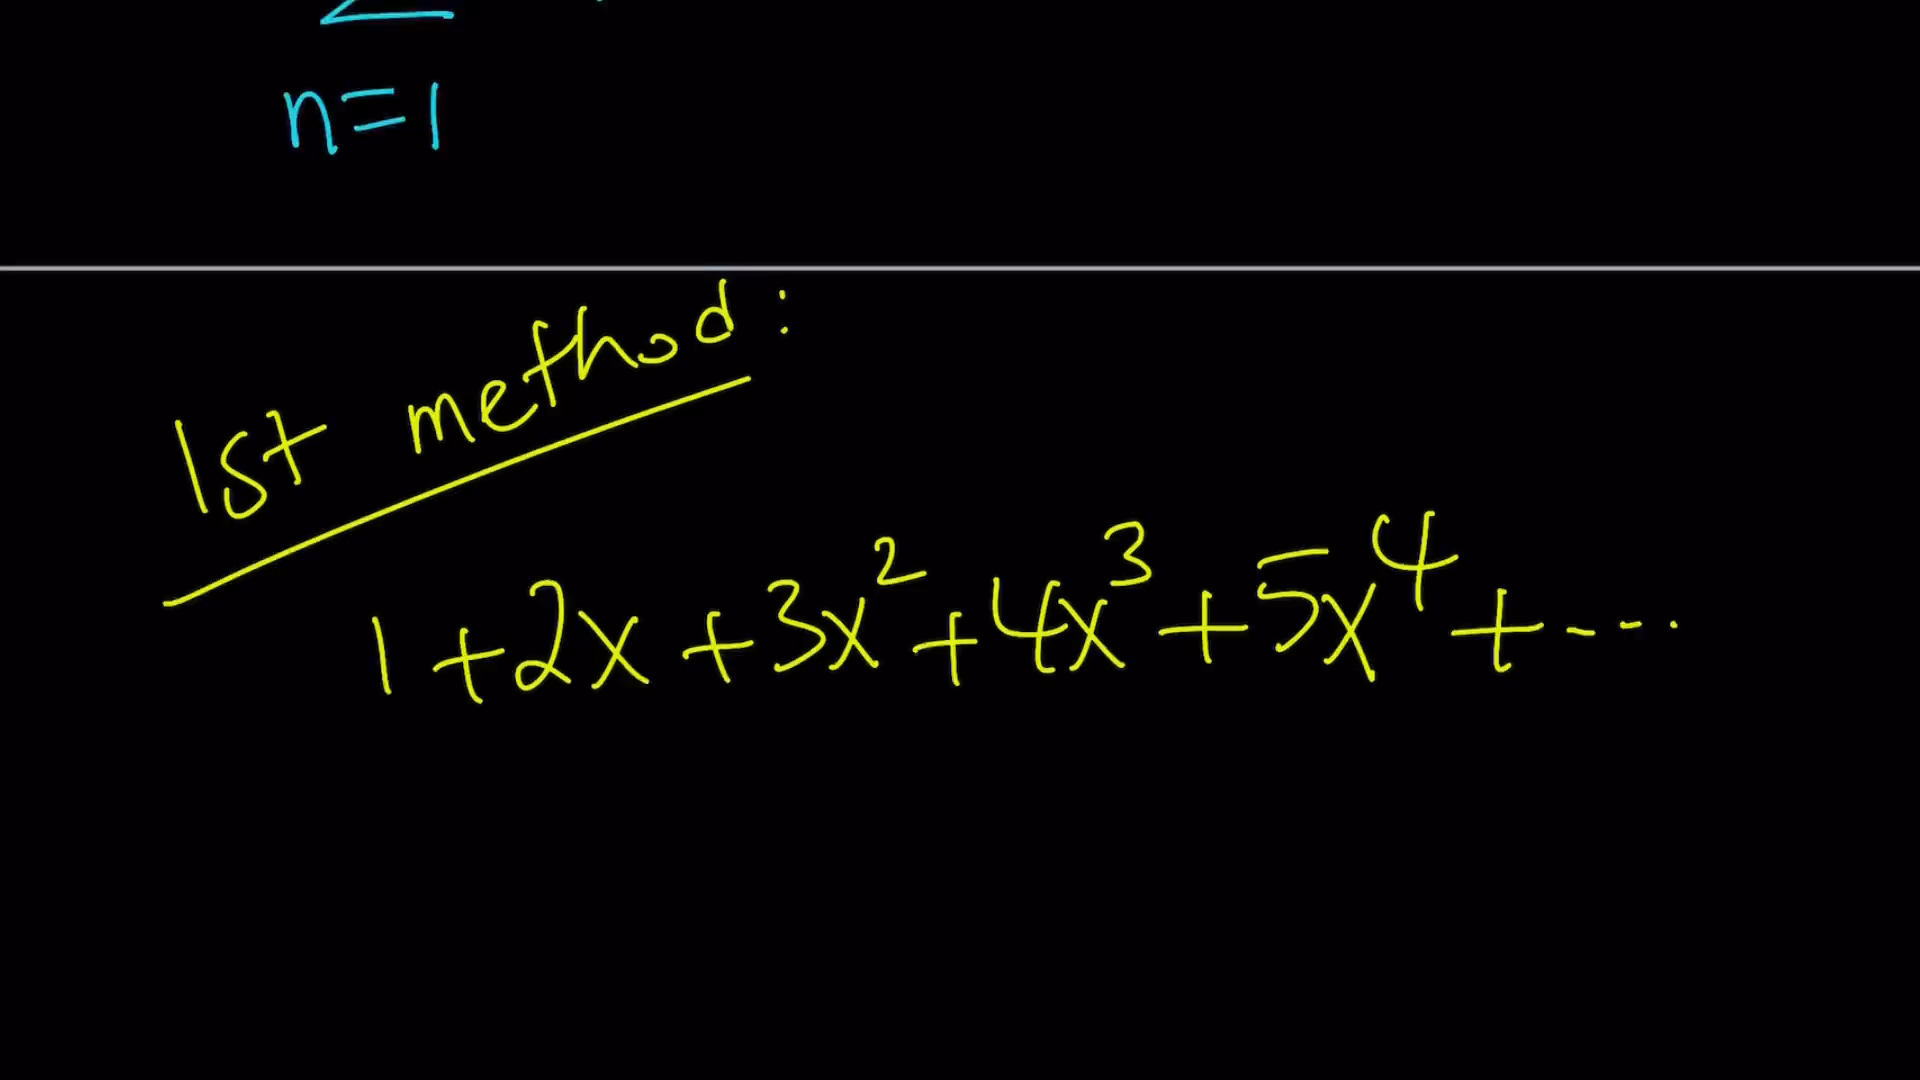 ∑
n=1
1st method:
1+2x+3x²+4x³+5x⁴+...